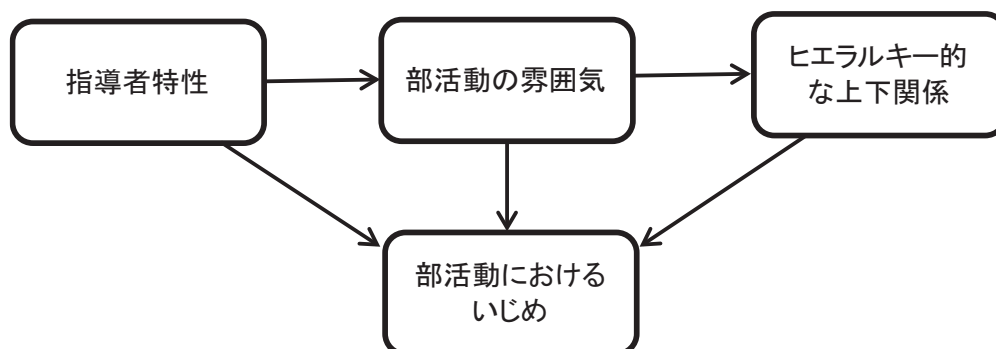 指導者特性
部活動の雰囲気
ヒエラルキー的
な上下関係
部活動における
いじめ